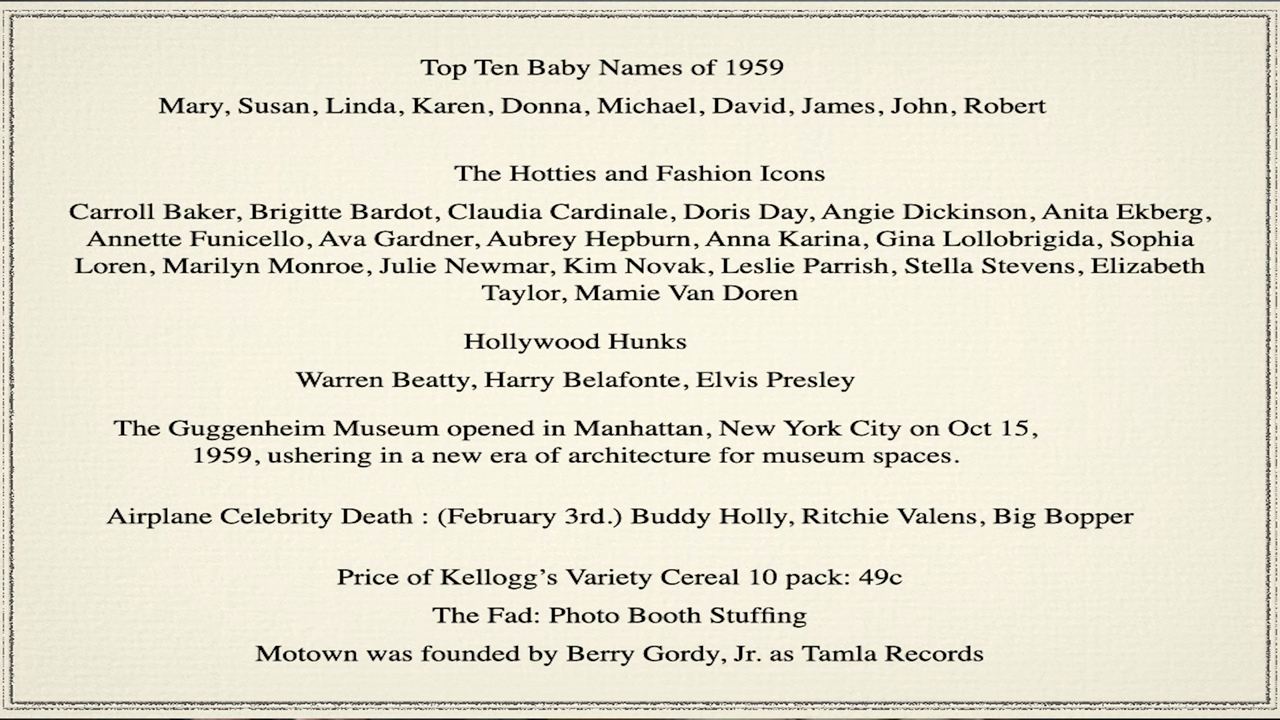 Top Ten Baby Names of 1959
Mary, Susan, Linda, Karen, Donna, Michael, David, James, John, Robert
The Hotties and Fashion Icons
Carroll Baker, Brigitte Bardot, Claudia Cardinale, Doris Day, Angie Dickinson, Anita Ekberg,
Annette Funicello, Ava Gardner, Aubrey Hepburn, Anna Karina, Gina Lollobrigida, Sophia
Loren, Marilyn Monroe, Julie Newmar, Kim Novak, Leslie Parrish, Stella Stevens, Elizabeth
Taylor, Mamie Van Doren
Hollywood Hunks
Warren Beatty, Harry Belafonte, Elvis Presley
The Guggenheim Museum opened in Manhattan, New York City on Oct 15,
1959, ushering in a new era of architecture for museum spaces.
Airplane Celebrity Death : (February 3rd.) Buddy Holly, Ritchie Valens, Big Bopper
Price of Kellogg’s Variety Cereal 10 pack: 49c
The Fad: Photo Booth Stuffing
Motown was founded by Berry Gordy, Jr. as Tamla Records